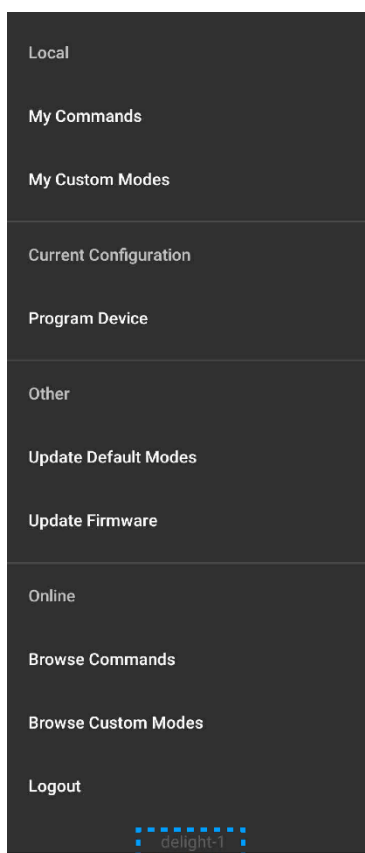 Local
My Commands
My Custom Modes
Current Configuration
Program Device
Other
Update Default Modes
Update Firmware
Online
Browse Commands
Browse Custom Modes
Logout
delight-1